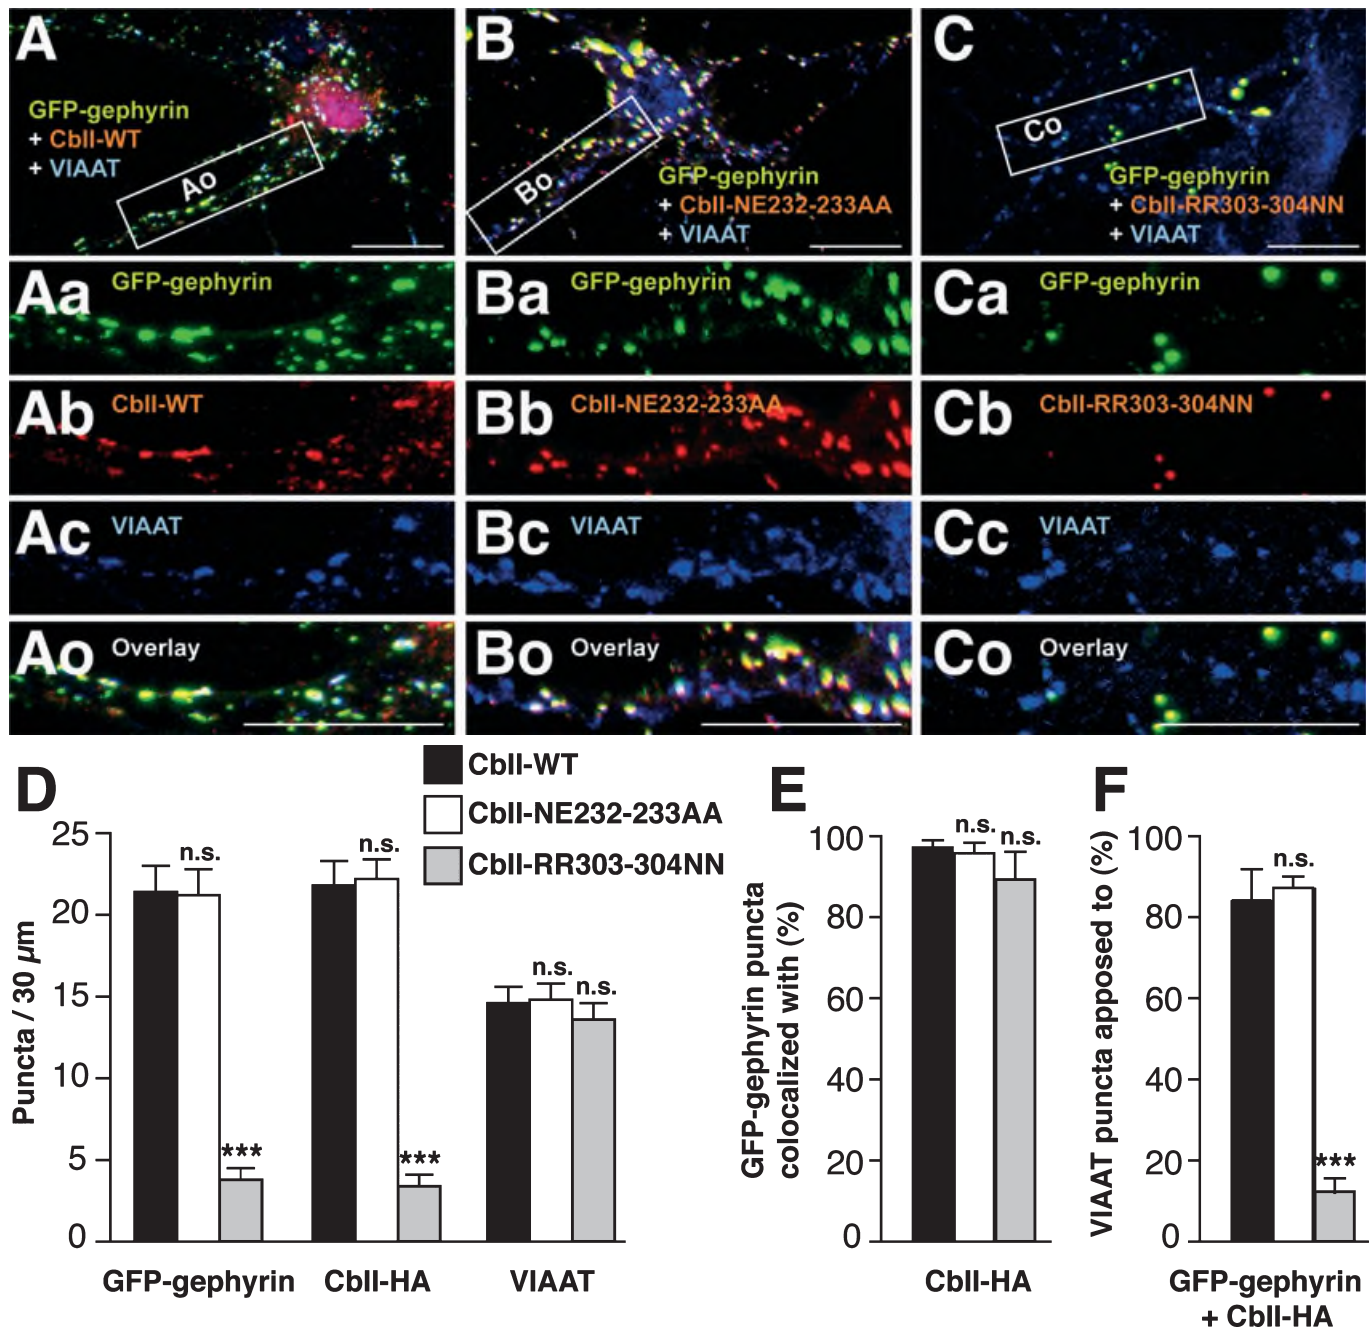 A
GFP-gephyrin
+ CbII-WT
+ VIAAT
Ao
B
Bo
GFP-gephyrin
+ CbII-NE232-233AA
+ VIAAT
C
Co
GFP-gephyrin
+ CbII-RR303-304NN
+ VIAAT
Aa GFP-gephyrin
Ba GFP-gephyrin
Ca GFP-gephyrin
Ab CbII-WT
Bb CbII-NE232-233AA
Cb CbII-RR303-304NN
Ac VIAAT
Bc VIAAT
Cc VIAAT
Ao Overlay
Bo Overlay
Co Overlay
D
CbII-WT
CbII-NE232-233AA
CbII-RR303-304NN
Puncta / 30 µm
25
20
15
10
5
0
n.s.
***
n.s.
***
n.s.
n.s.
GFP-gephyrin
CbII-HA
VIAAT
E
GFP-gephyrin puncta
colocalized with (%)
100
80
60
40
20
0
n.s.
n.s.
CbII-HA
F
VIAAT puncta apposed to (%)
100
80
60
40
20
0
n.s.
***
GFP-gephyrin
+ CbII-HA